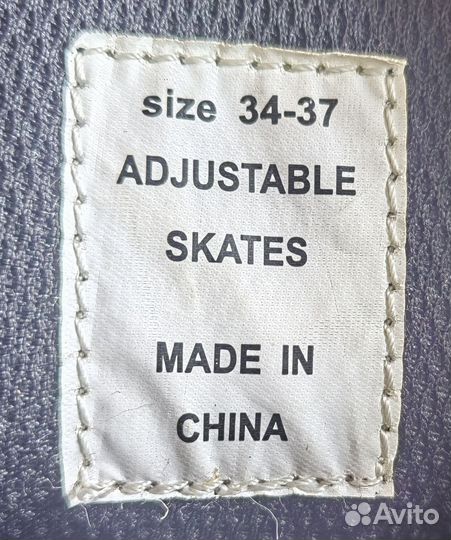 size 34-37
ADJUSTABLE
SKATES
MADE IN
CHINA
Avito